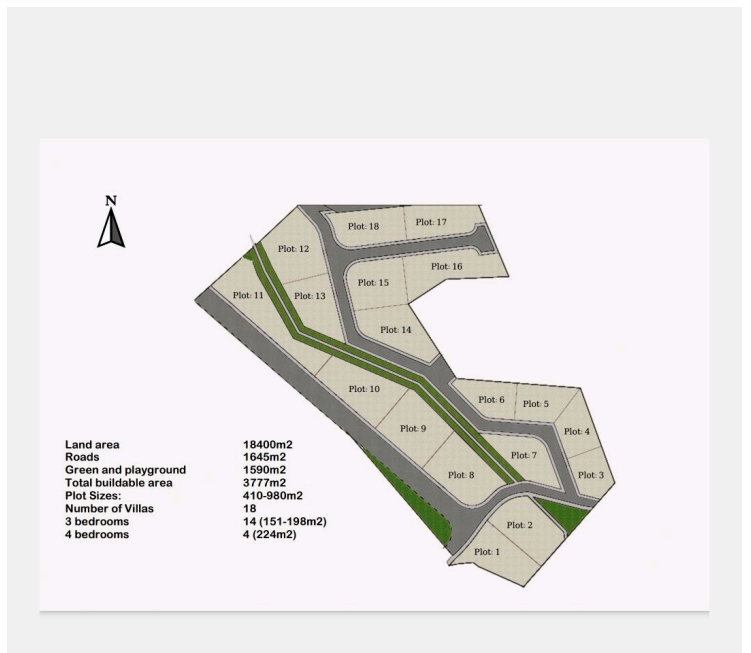 N
Plot: 17
Plot: 18
Plot: 12
Plot: 16
Plot: 15
Plot: 11
Plot: 13
Plot: 14
Plot: 10
Plot: 6
Plot: 5
Plot: 9
Plot: 4
Plot: 7
Plot: 8
Plot: 3
Plot: 2
Plot: 1
Land area 18400m2
Roads 1645m2
Green and playground 1590m2
Total buildable area 3777m2
Plot Sizes: 410-980m2
Number of Villas 18
3 bedrooms 14 (151-198m2)
4 bedrooms 4 (224m2)